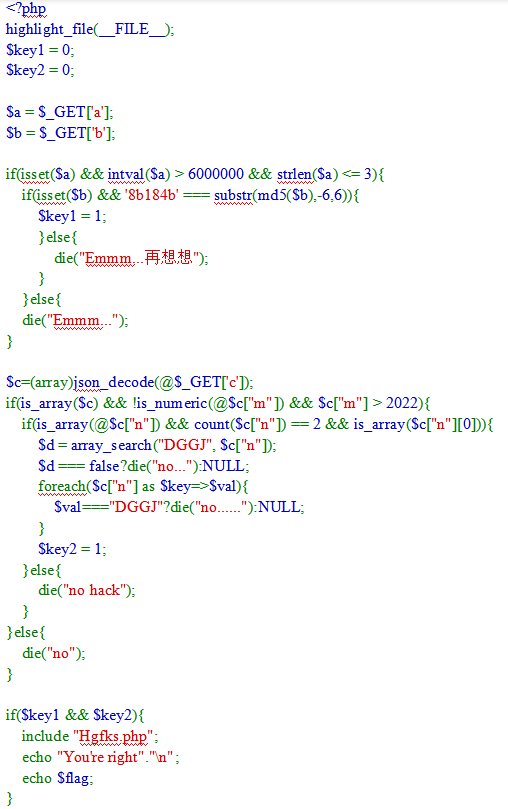 <?php
highlight_file(__FILE__);
$key1 = 0;
$key2 = 0;

$a = $_GET['a'];
$b = $_GET['b'];

if(isset($a) && intval($a) > 6000000 && strlen($a) <= 3){
    if(isset($b) && '8b184b' === substr(md5($b),-6,6)){
        $key1 = 1;
        }else{
            die("Emmm...再想想");
        }
    }else{
    die("Emmm...");
}

$c=(array)json_decode(@$_GET['c']);
if(is_array($c) && !is_numeric(@$c["m"]) && $c["m"] > 2022){
    if(is_array(@$c["n"]) && count($c["n"]) == 2 && is_array($c["n"][0])){
        $d = array_search("DGGJ", $c["n"]);
        $d === false?die("no..."):NULL;
        foreach($c["n"] as $key=>$val){
            $val==="DGGJ"?die("no......"):NULL;
        }
        $key2 = 1;
    }else{
        die("no hack");
    }
}else{
    die("no");
}

if($key1 && $key2){
    include "Hgfks.php";
    echo "You're right"."\n";
    echo $flag;
}